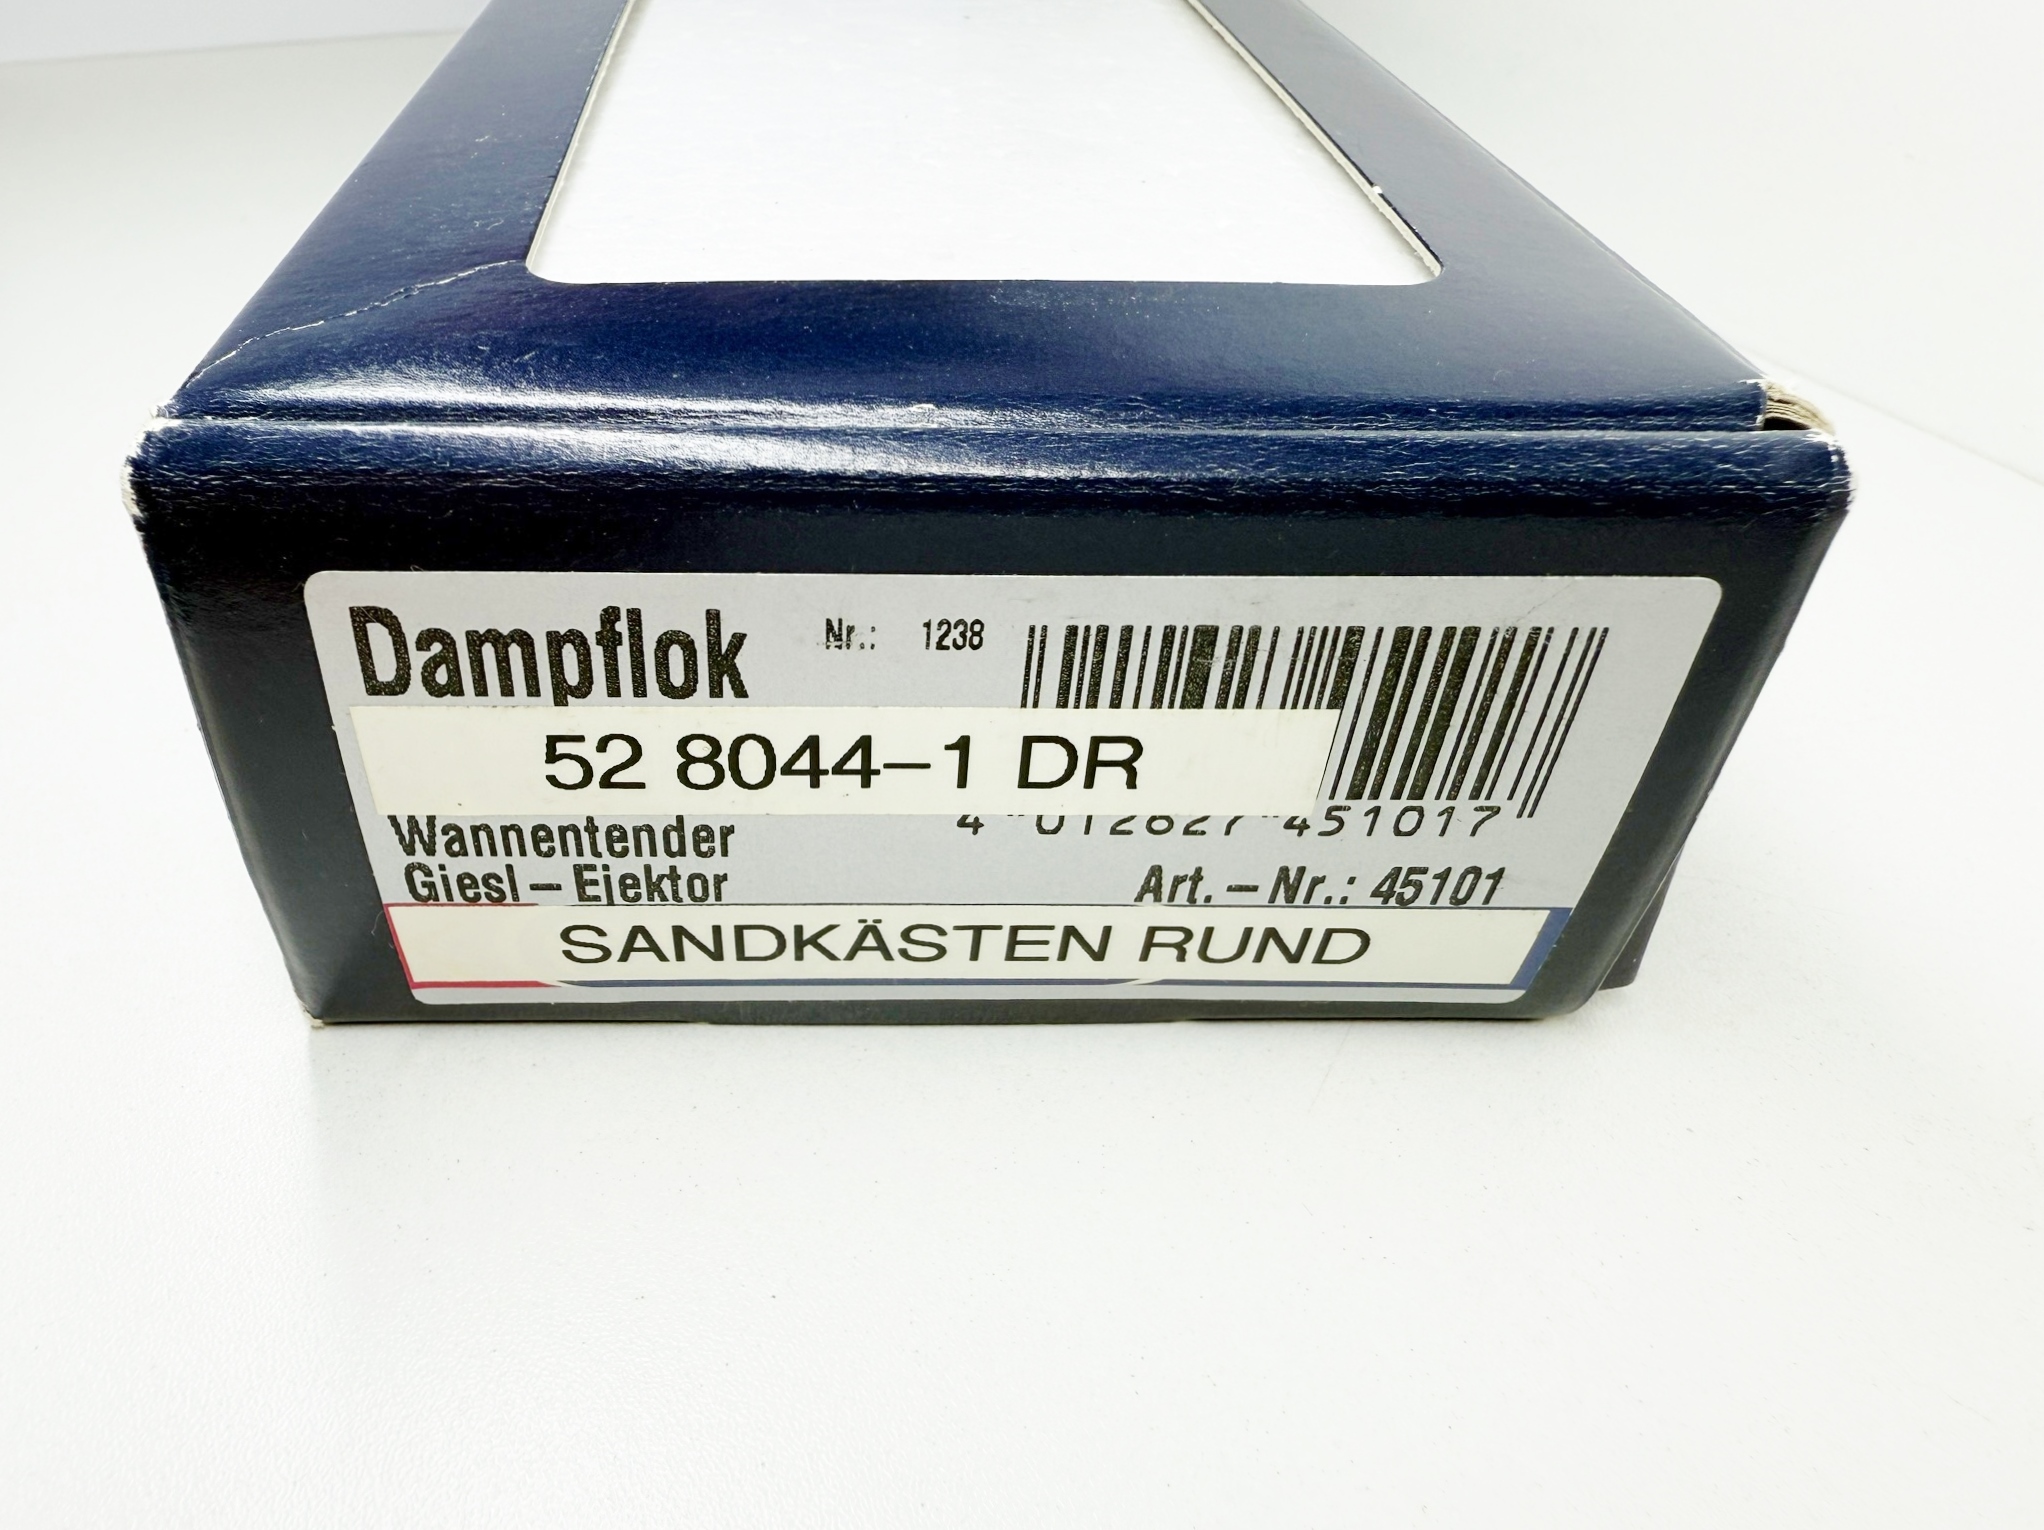 Dampflok Nr.: 1238
52 8044-1 DR
Wannentender
4 012627 451017
Giesl-Ejektor
Art.-Nr.: 45101
SANDKÄSTEN RUND